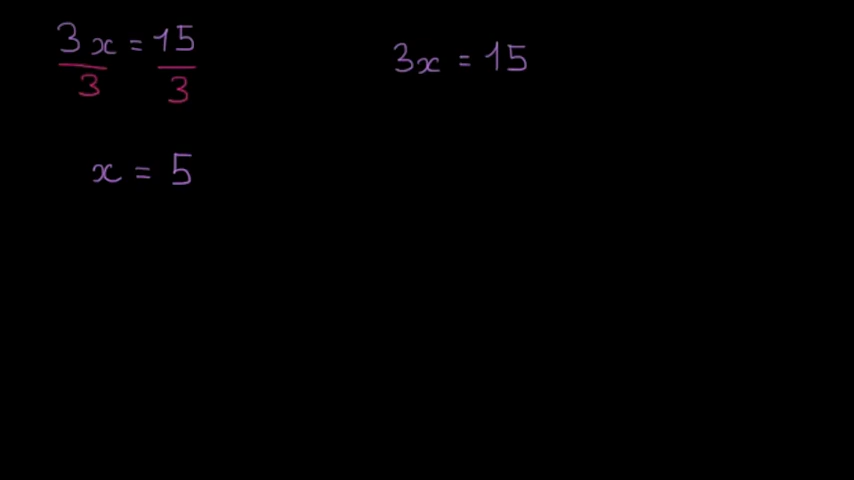 3x = 15
3 3
x = 5
3x = 15